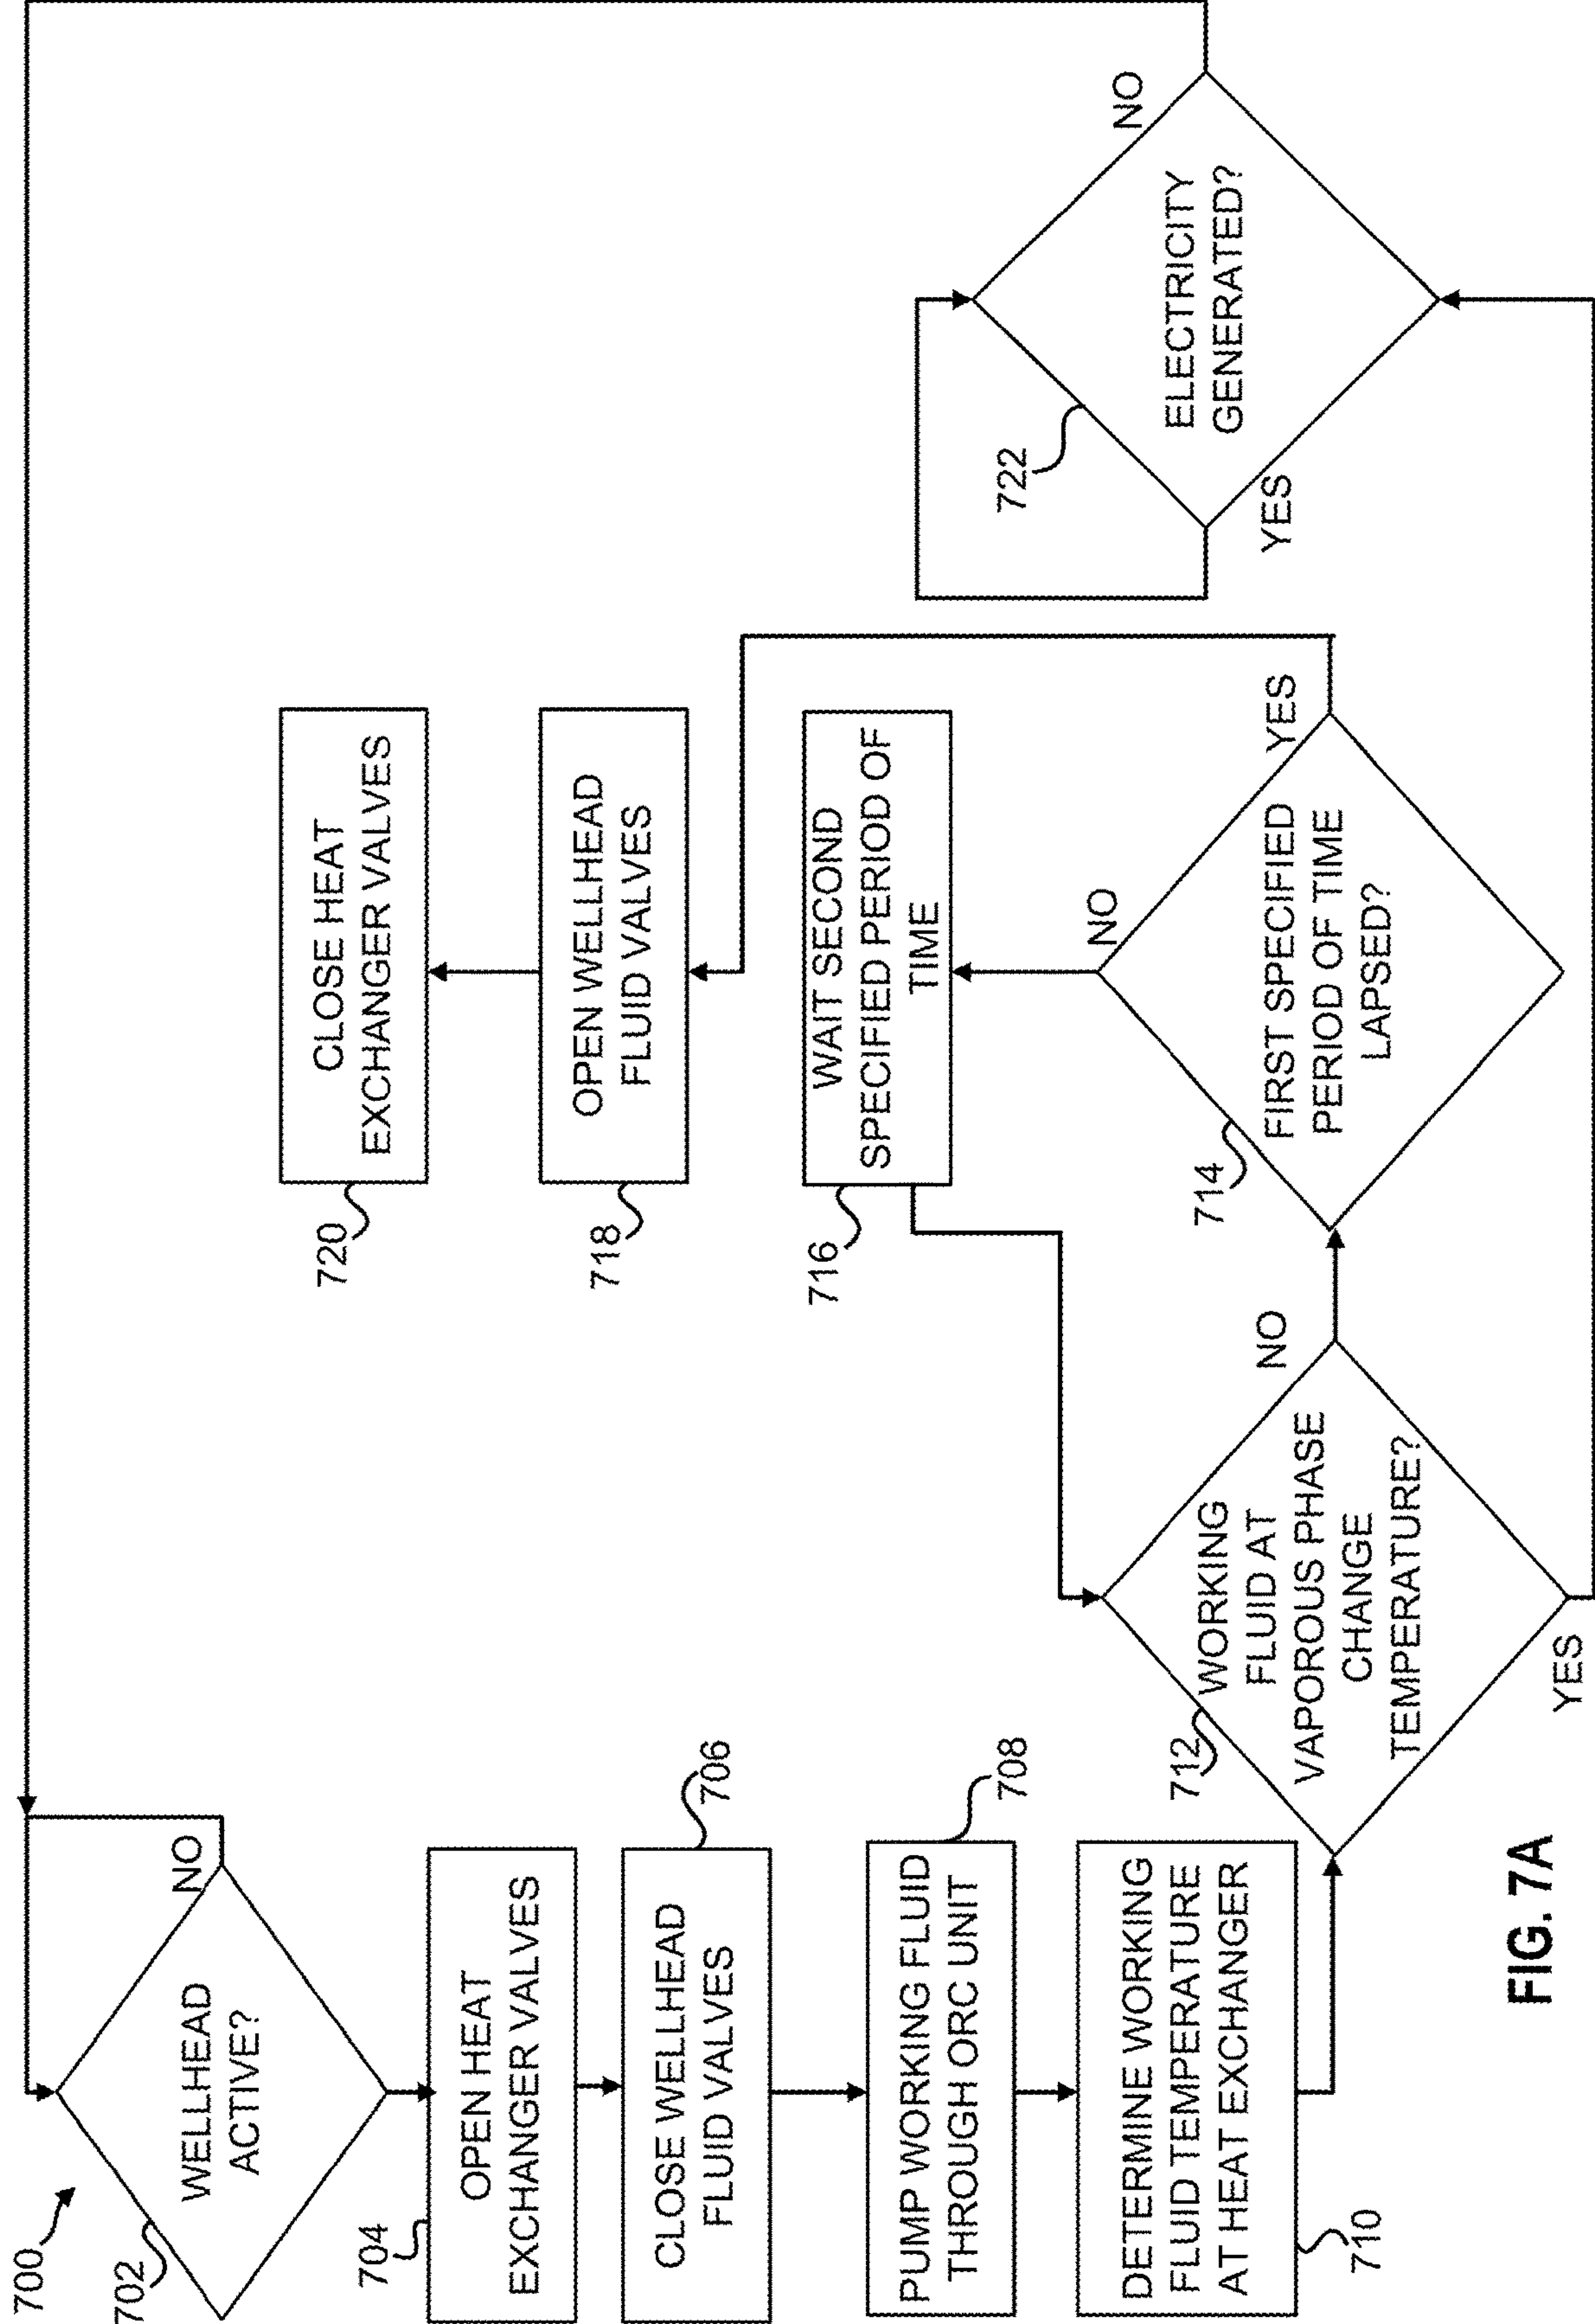 700
702
WELLHEAD
ACTIVE?
NO
704
OPEN HEAT
EXCHANGER VALVES
706
CLOSE WELLHEAD
FLUID VALVES
708
PUMP WORKING FLUID
THROUGH ORC UNIT
DETERMINE WORKING
FLUID TEMPERATURE
AT HEAT EXCHANGER
710
712
WORKING
FLUID AT
VAPOROUS PHASE
CHANGE
TEMPERATURE?
NO
YES
714
FIRST SPECIFIED
PERIOD OF TIME
LAPSED?
NO
YES
716
WAIT SECOND
SPECIFIED PERIOD OF
TIME
718
OPEN WELLHEAD
FLUID VALVES
720
CLOSE HEAT
EXCHANGER VALVES
722
ELECTRICITY
GENERATED?
NO
YES
FIG. 7A